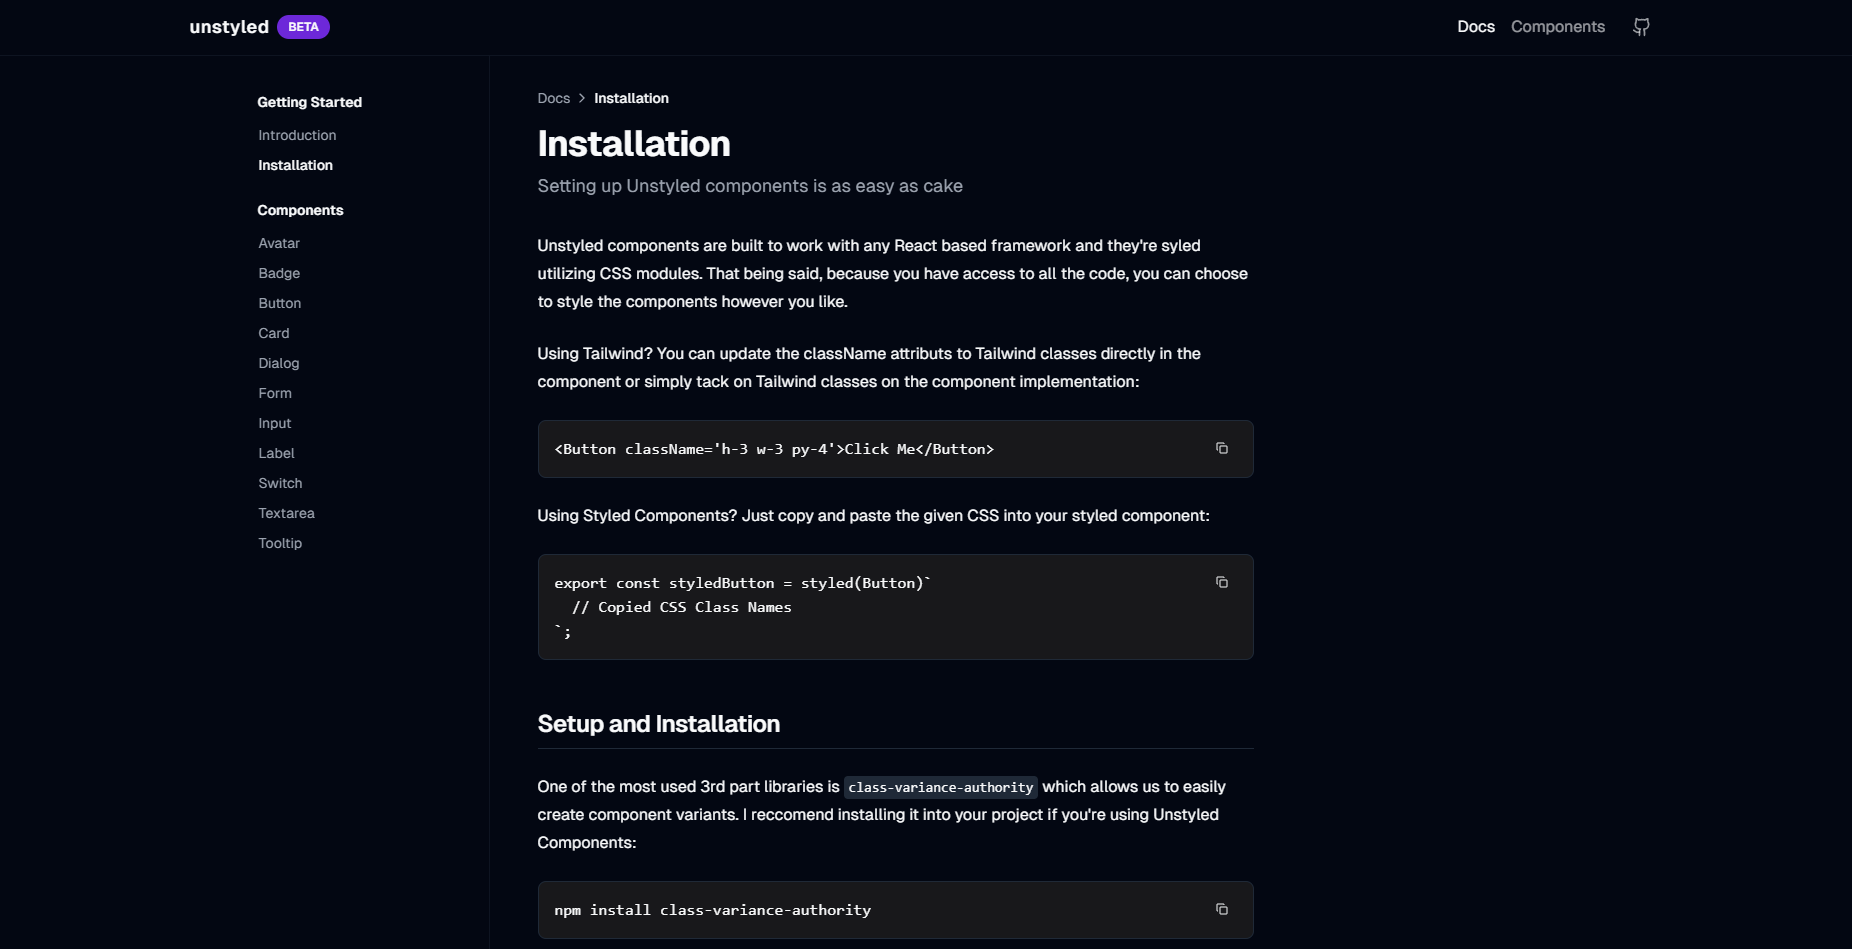 unstyled BETA
Docs Components
Getting Started
Introduction
Installation
Components
Avatar
Badge
Button
Card
Dialog
Form
Input
Label
Switch
Textarea
Tooltip
Docs > Installation
Installation
Setting up Unstyled components is as easy as cake
Unstyled components are built to work with any React based framework and they're syled
utilizing CSS modules. That being said, because you have access to all the code, you can choose
to style the components however you like.
Using Tailwind? You can update the className attributs to Tailwind classes directly in the
component or simply tack on Tailwind classes on the component implementation:
<Button className='h-3 w-3 py-4'>Click Me</Button>
Using Styled Components? Just copy and paste the given CSS into your styled component:
export const styledButton = styled(Button)`
  // Copied CSS Class Names
`;
Setup and Installation
One of the most used 3rd part libraries is class-variance-authority which allows us to easily
create component variants. I reccomend installing it into your project if you're using Unstyled
Components:
npm install class-variance-authority